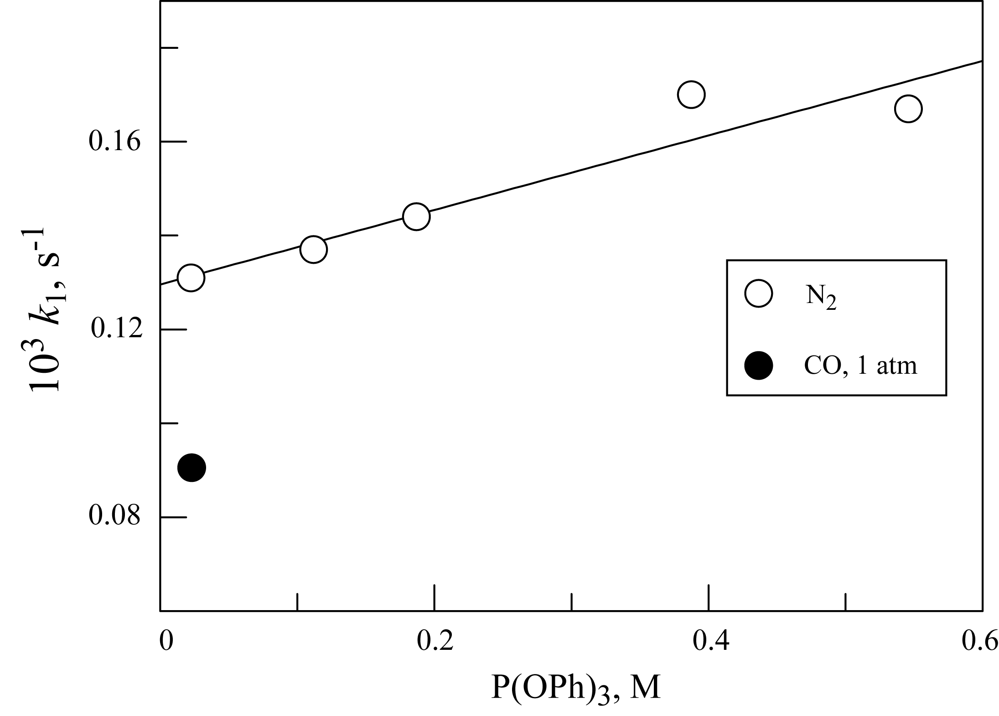 10³ k₁, s⁻¹
0.16
0.12
0.08
N₂
CO, 1 atm
0 0.2 0.4 0.6
P(OPh)₃, M